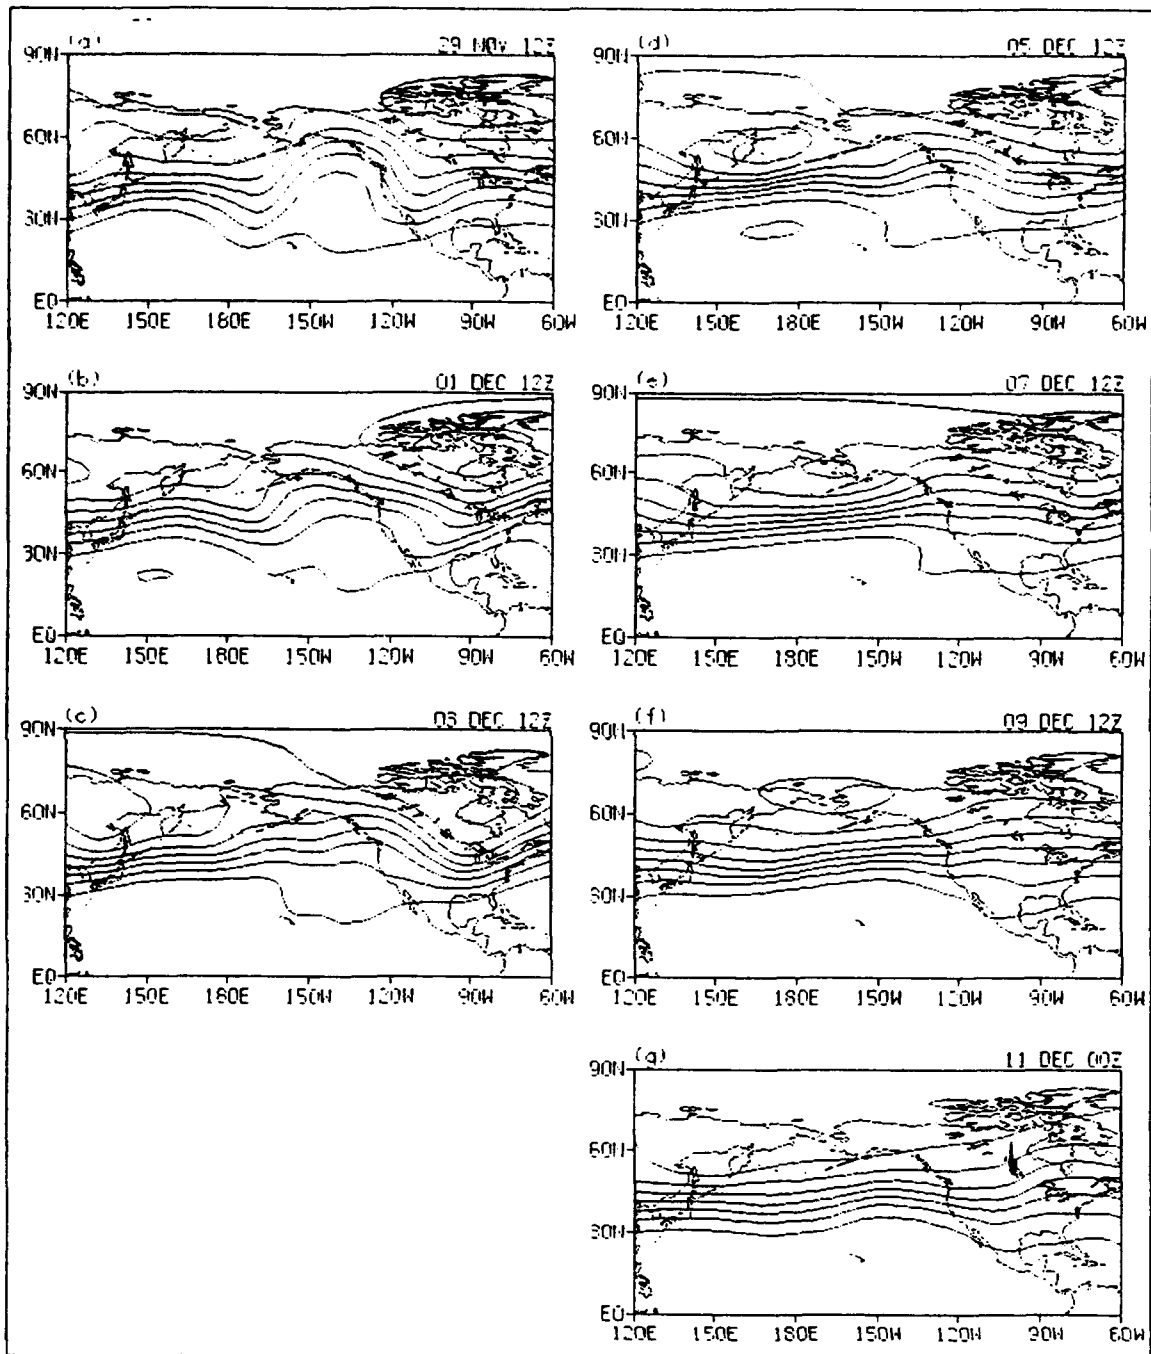 (a) 29 NOV 12Z
90N
60N
30N
EQ
120E 150E 180E 150W 120W 90W 60W
(b) 01 DEC 12Z
90N
60N
30N
EQ
120E 150E 180E 150W 120W 90W 60W
(c) 03 DEC 12Z
90N
60N
30N
EQ
120E 150E 180E 150W 120W 90W 60W
(d) 05 DEC 12Z
90N
60N
30N
EQ
120E 150E 180E 150W 120W 90W 60W
(e) 07 DEC 12Z
90N
60N
30N
EQ
120E 150E 180E 150W 120W 90W 60W
(f) 09 DEC 12Z
90N
60N
30N
EQ
120E 150E 180E 150W 120W 90W 60W
(g) 11 DEC 00Z
90N
60N
30N
EQ
120E 150E 180E 150W 120W 90W 60W